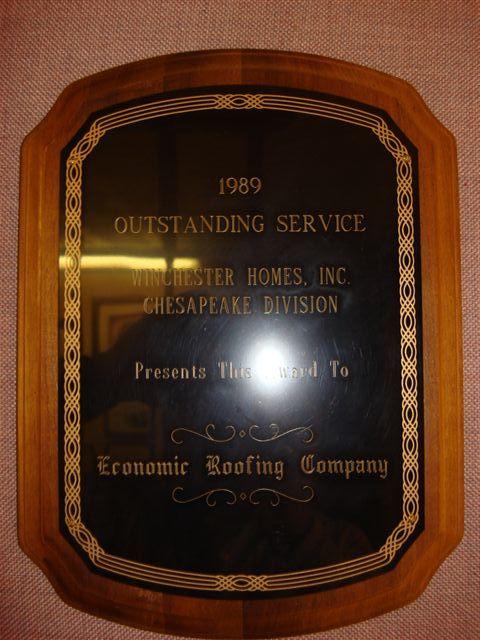 1989
OUTSTANDING SERVICE
WINCHESTER HOMES, INC.
CHESAPEAKE DIVISION
Presents This Award To
Economic Roofing Company